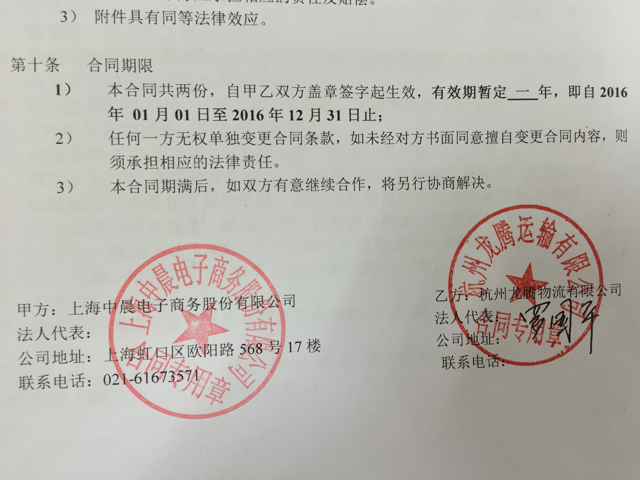 3） 附件具有同等法律效应。
第十条 合同期限
1） 本合同共两份，自甲乙双方盖章签字起生效，有效期暂定 一 年，即自 2016
年 01 月 01 日至 2016 年 12 月 31 日止；
2） 任何一方无权单独变更合同条款，如未经对方书面同意擅自变更合同内容，则
须承担相应的法律责任。
3） 本合同期满后，如双方有意继续合作，将另行协商解决。
甲方：上海中晨电子商务股份有限公司
法人代表：
公司地址：上海虹口区欧阳路 568 号 17 楼
联系电话：021-61673571
上海中晨电子商务股份有限公司
合同专用章
乙方：杭州龙腾物流有限公司
法人代表：
公司地址：
联系电话：
杭州龙腾运输有限公司
合同专用章